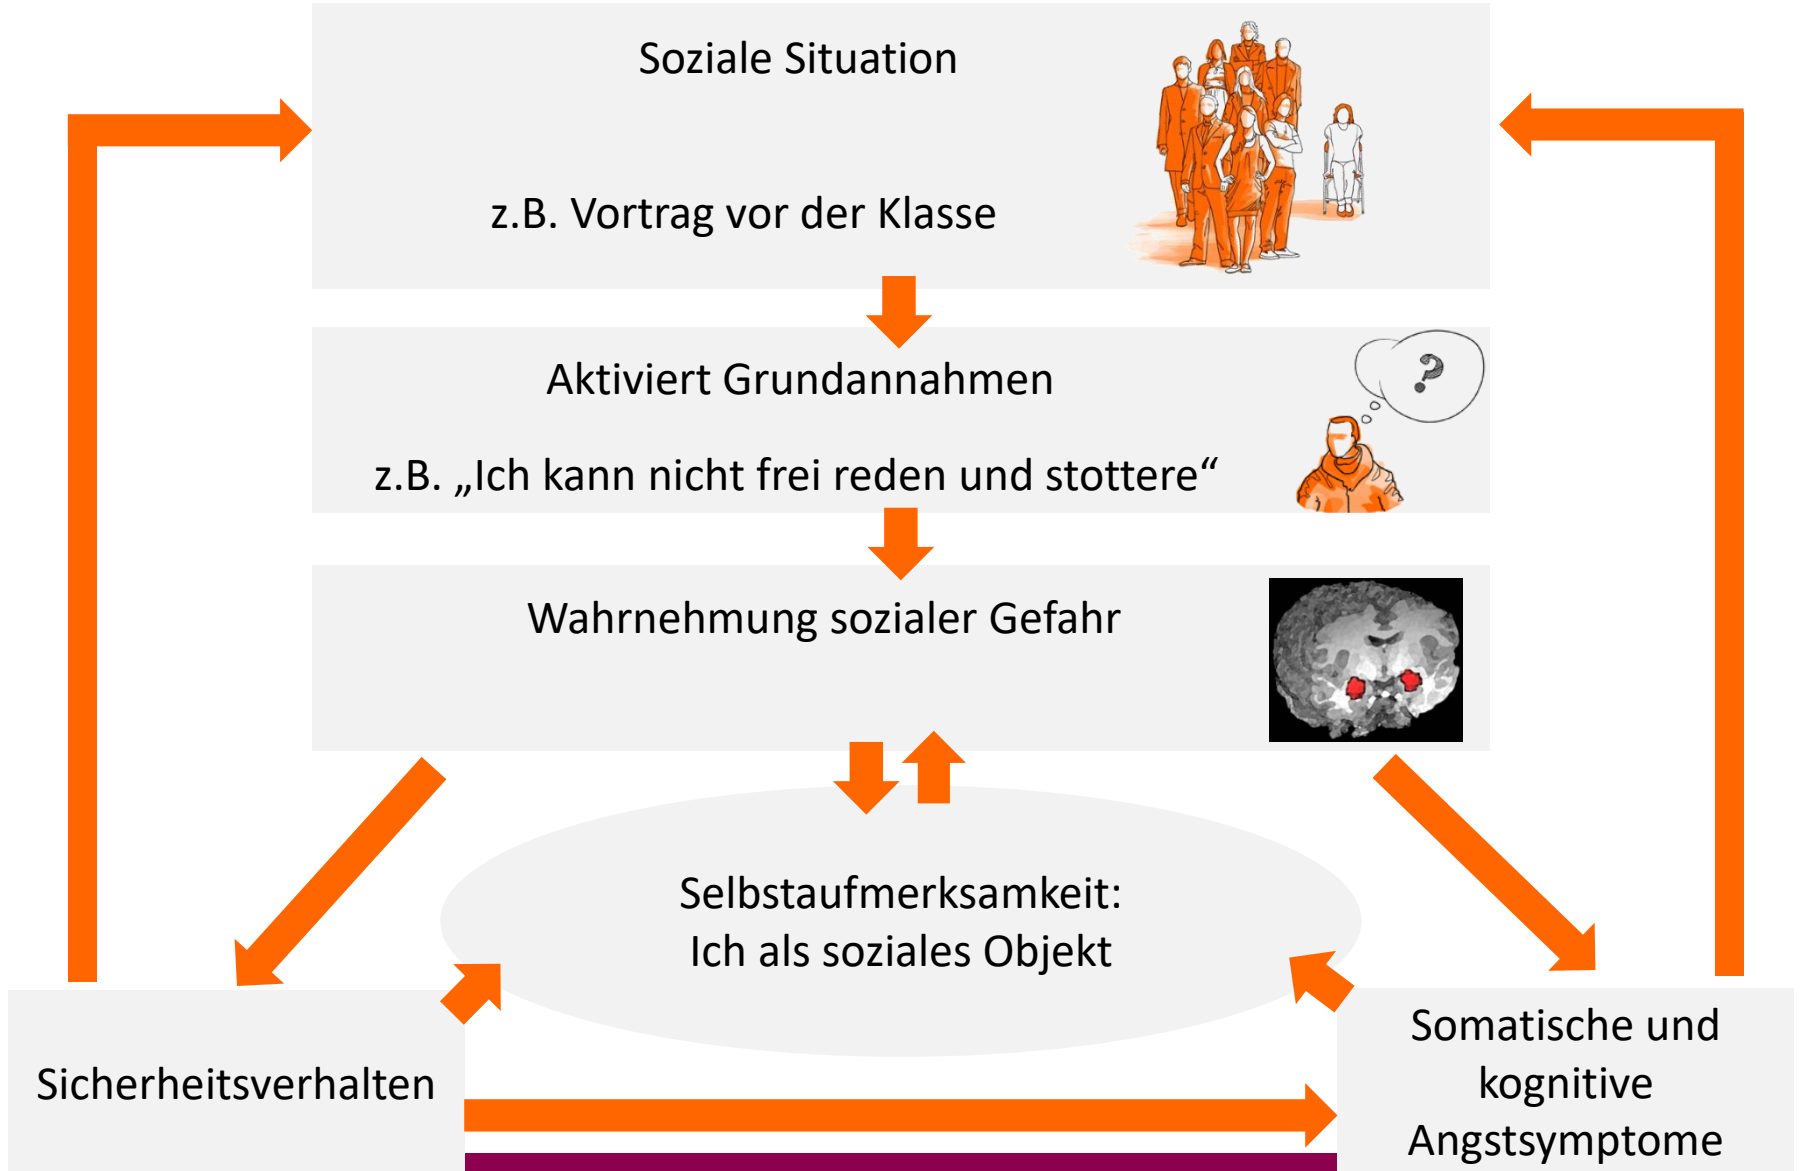 Soziale Situation
z.B. Vortrag vor der Klasse
Aktiviert Grundannahmen
?
z.B. „Ich kann nicht frei reden und stottere“
Wahrnehmung sozialer Gefahr
Selbstaufmerksamkeit:
Ich als soziales Objekt
Sicherheitsverhalten
Somatische und
kognitive
Angstsymptome